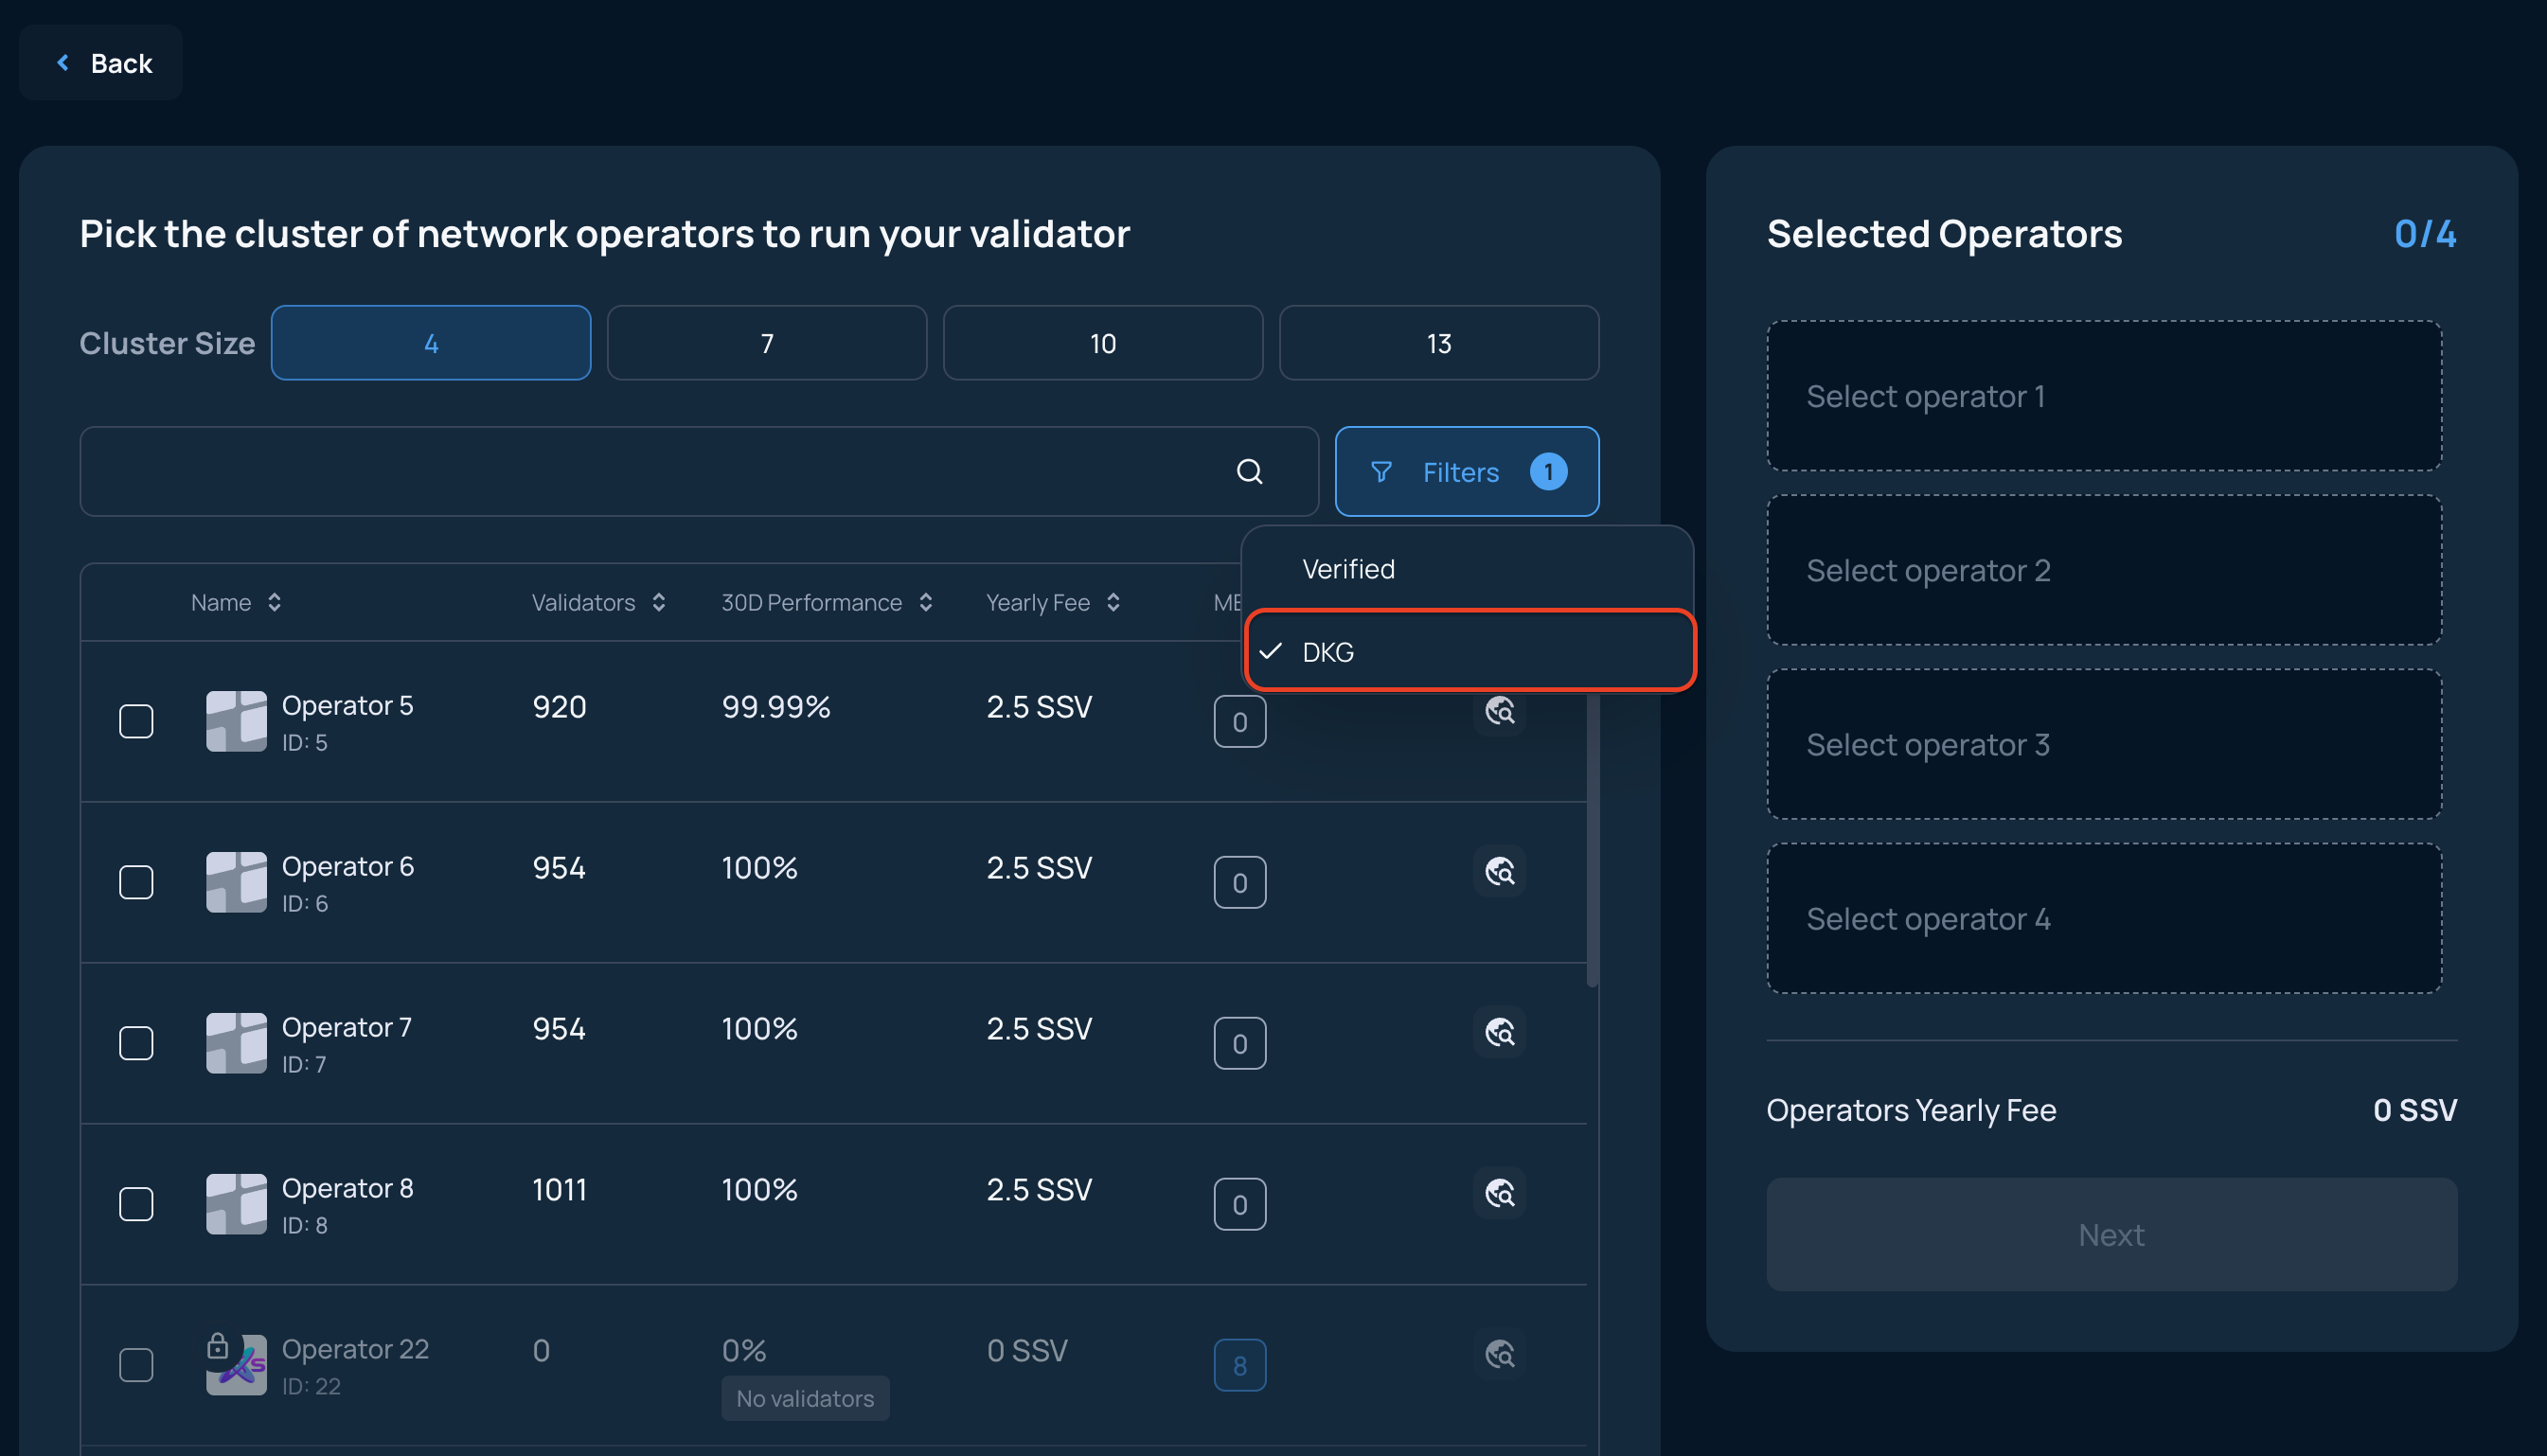 Back
Pick the cluster of network operators to run your validator
Cluster Size 4 7 10 13
Filters 1
Verified
DKG
Name Validators 30D Performance Yearly Fee
Operator 5 920 99.99% 2.5 SSV 0
ID: 5
Operator 6 954 100% 2.5 SSV 0
ID: 6
Operator 7 954 100% 2.5 SSV 0
ID: 7
Operator 8 1011 100% 2.5 SSV 0
ID: 8
Operator 22 0 0% 0 SSV 8
ID: 22
No validators
Selected Operators 0/4
Select operator 1
Select operator 2
Select operator 3
Select operator 4
Operators Yearly Fee 0 SSV
Next